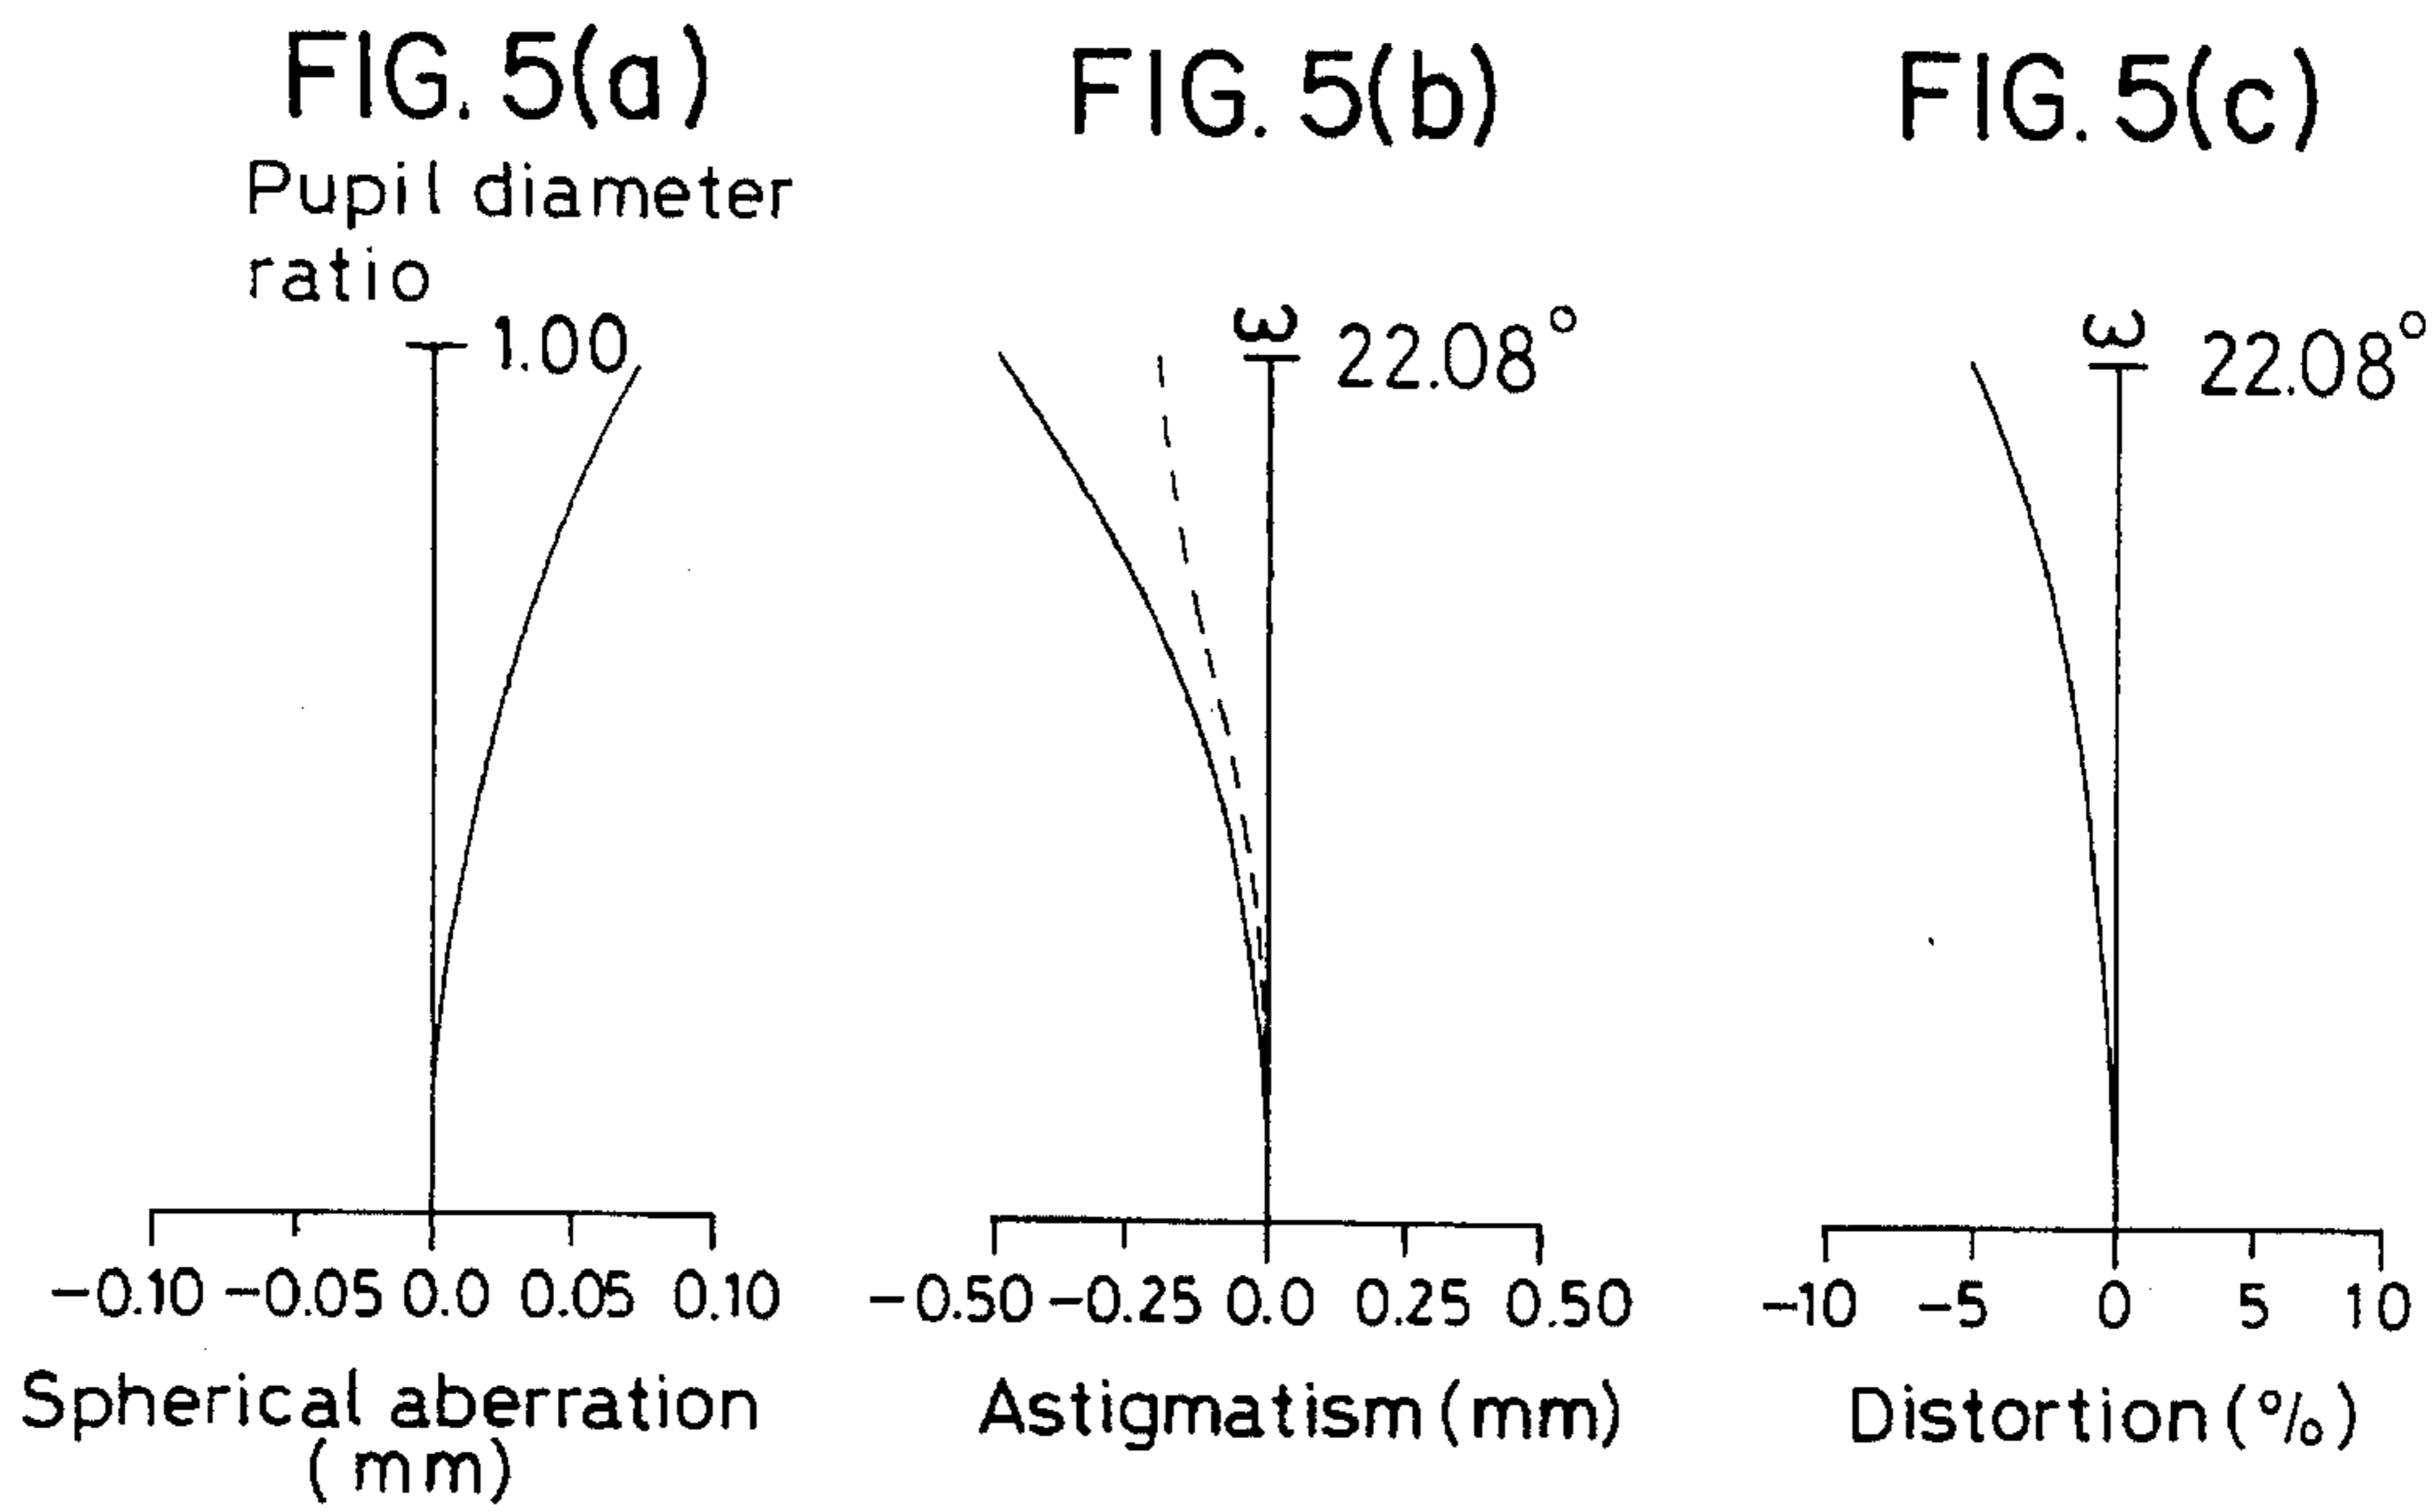 FIG. 5(a)
Pupil diameter
ratio
1.00
-0.10 -0.05 0.0 0.05 0.10
Spherical aberration
(mm)
FIG. 5(b)
ω 22.08°
-0.50 -0.25 0.0 0.25 0.50
Astigmatism (mm)
FIG. 5(c)
ω 22.08°
-10 -5 0 5 10
Distortion (%)